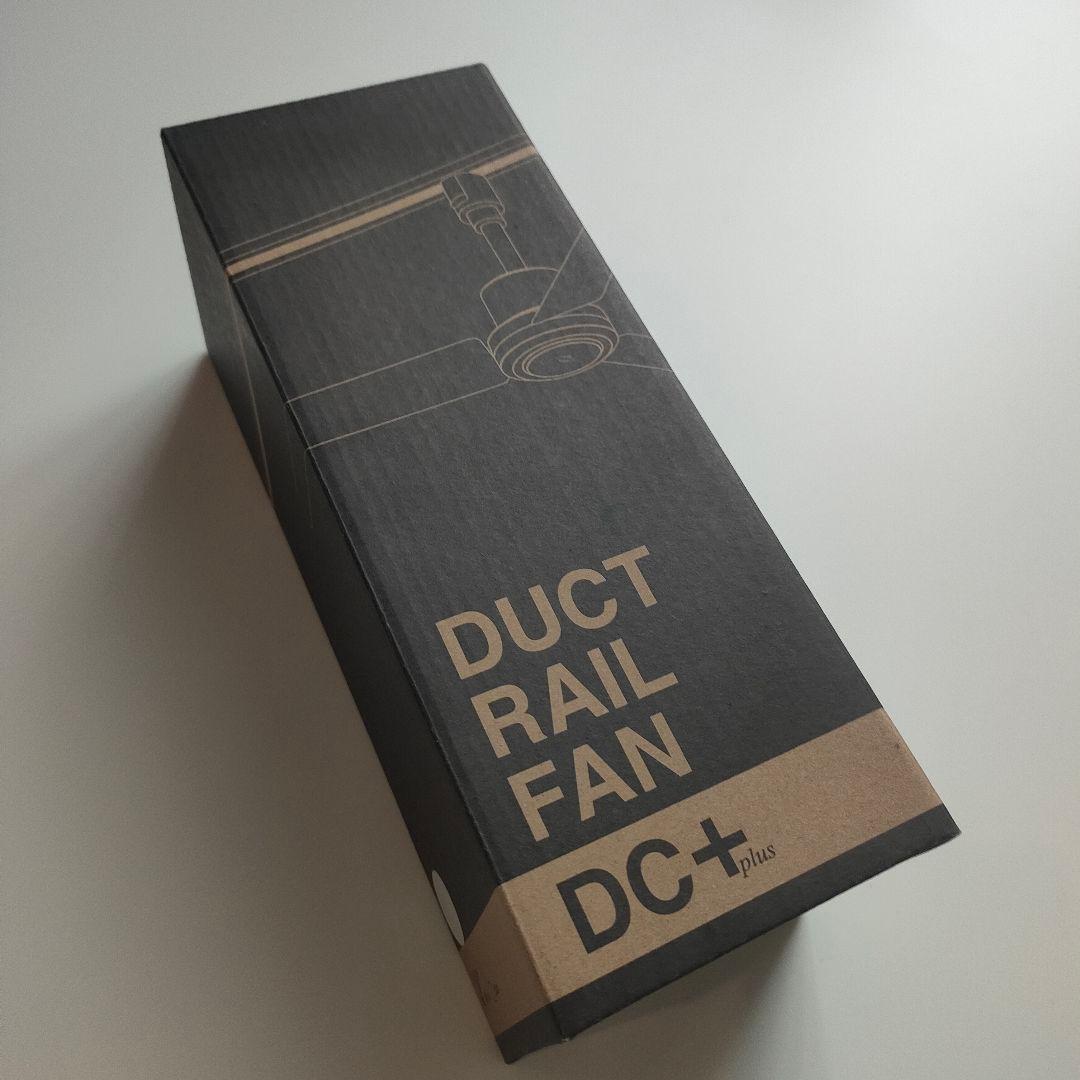 DUCT
RAIL
FAN
DC+
plus